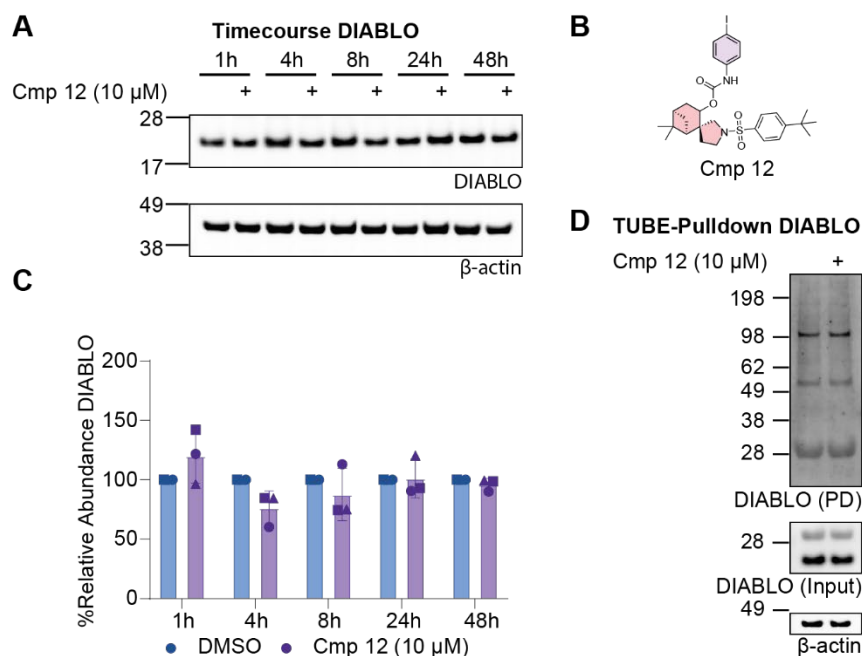 A
Timecourse DIABLO
1h 4h 8h 24h 48h
Cmp 12 (10 μM) + + + + +
28
17
DIABLO
49
38
β-actin
B
I
O
NH
O
N
S
O
O
Cmp 12
C
%Relative Abundance DIABLO
200
150
100
50
0
1h 4h 8h 24h 48h
DMSO Cmp 12 (10 μM)
D TUBE-Pulldown DIABLO
Cmp 12 (10 μM) +
198
98
62
49
28
DIABLO (PD)
28
DIABLO (Input)
49
β-actin